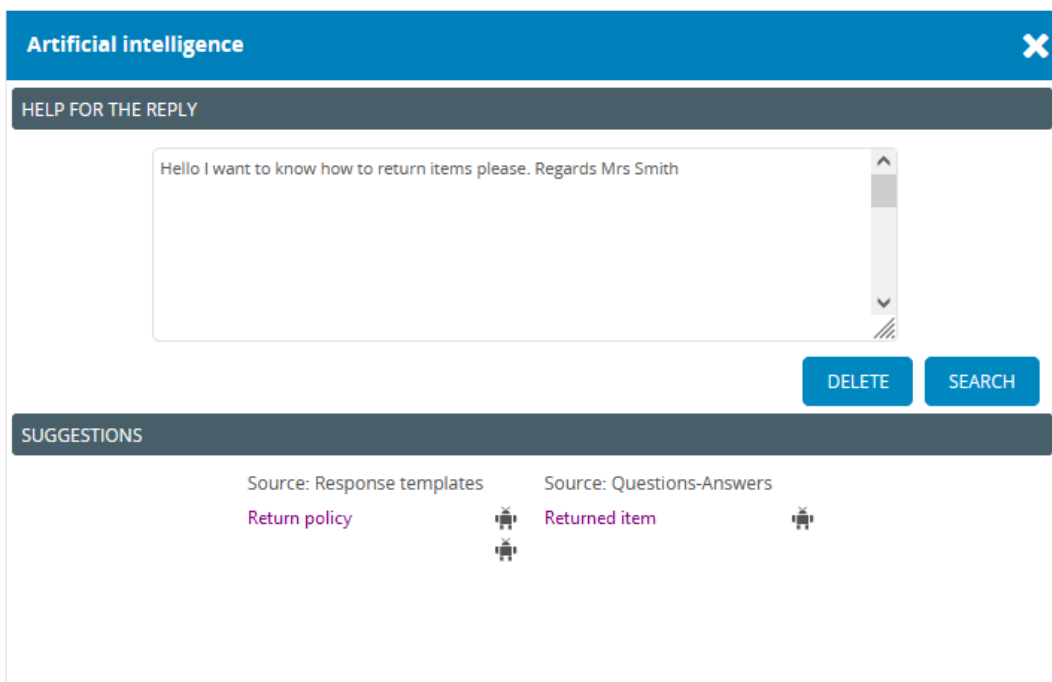 Artificial intelligence
HELP FOR THE REPLY
Hello I want to know how to return items please. Regards Mrs Smith
DELETE SEARCH
SUGGESTIONS
Source: Response templates Source: Questions-Answers
Return policy Returned item